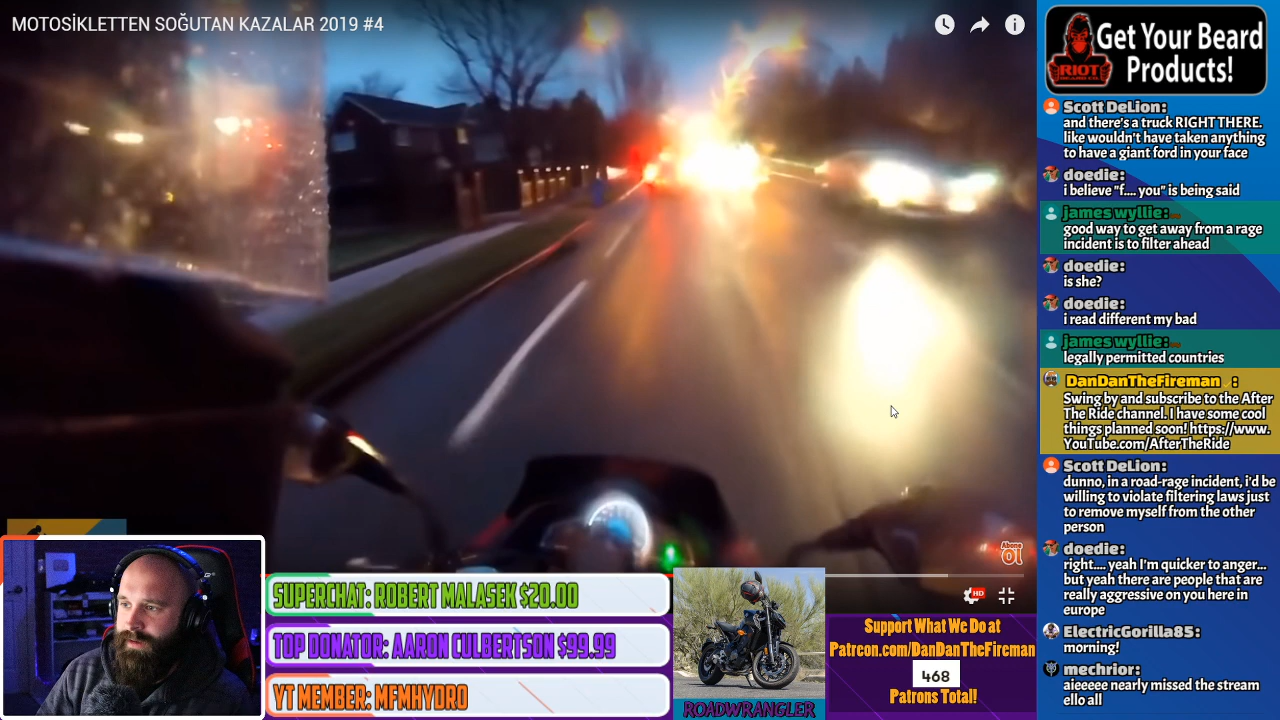 MOTOSİKLETTEN SOĞUTAN KAZALAR 2019 #4
HD
Abone
Ol
SUPERCHAT: ROBERT MALASEK $20.00
TOP DONATOR: AARON CULBERTSON $99.99
YT MEMBER: MFMHYDRO
ROADWRANGLER
Support What We Do at
Patreon.com/DanDanTheFireman
468
Patrons Total!
Get Your Beard
Products!
RIOT
Scott DeLion:
and there's a truck RIGHT THERE.
like wouldn't have taken anything
to have a giant ford in your face
doedie:
i believe "f.... you" is being said
james wyllie:
good way to get away from a rage
incident is to filter ahead
doedie:
is she?
doedie:
i read different my bad
james wyllie:
legally permitted countries
DanDanTheFireman :
Swing by and subscribe to the After
The Ride channel. I have some cool
things planned soon! https://www.
YouTube.com/AfterTheRide
Scott DeLion:
dunno, in a road-rage incident, i'd be
willing to violate filtering laws just
to remove myself from the other
person
doedie:
right.... yeah I'm quicker to anger...
but yeah there are people that are
really aggressive on you here in
europe
ElectricGorilla85:
morning!
mechrior:
aieeeee nearly missed the stream
ello all